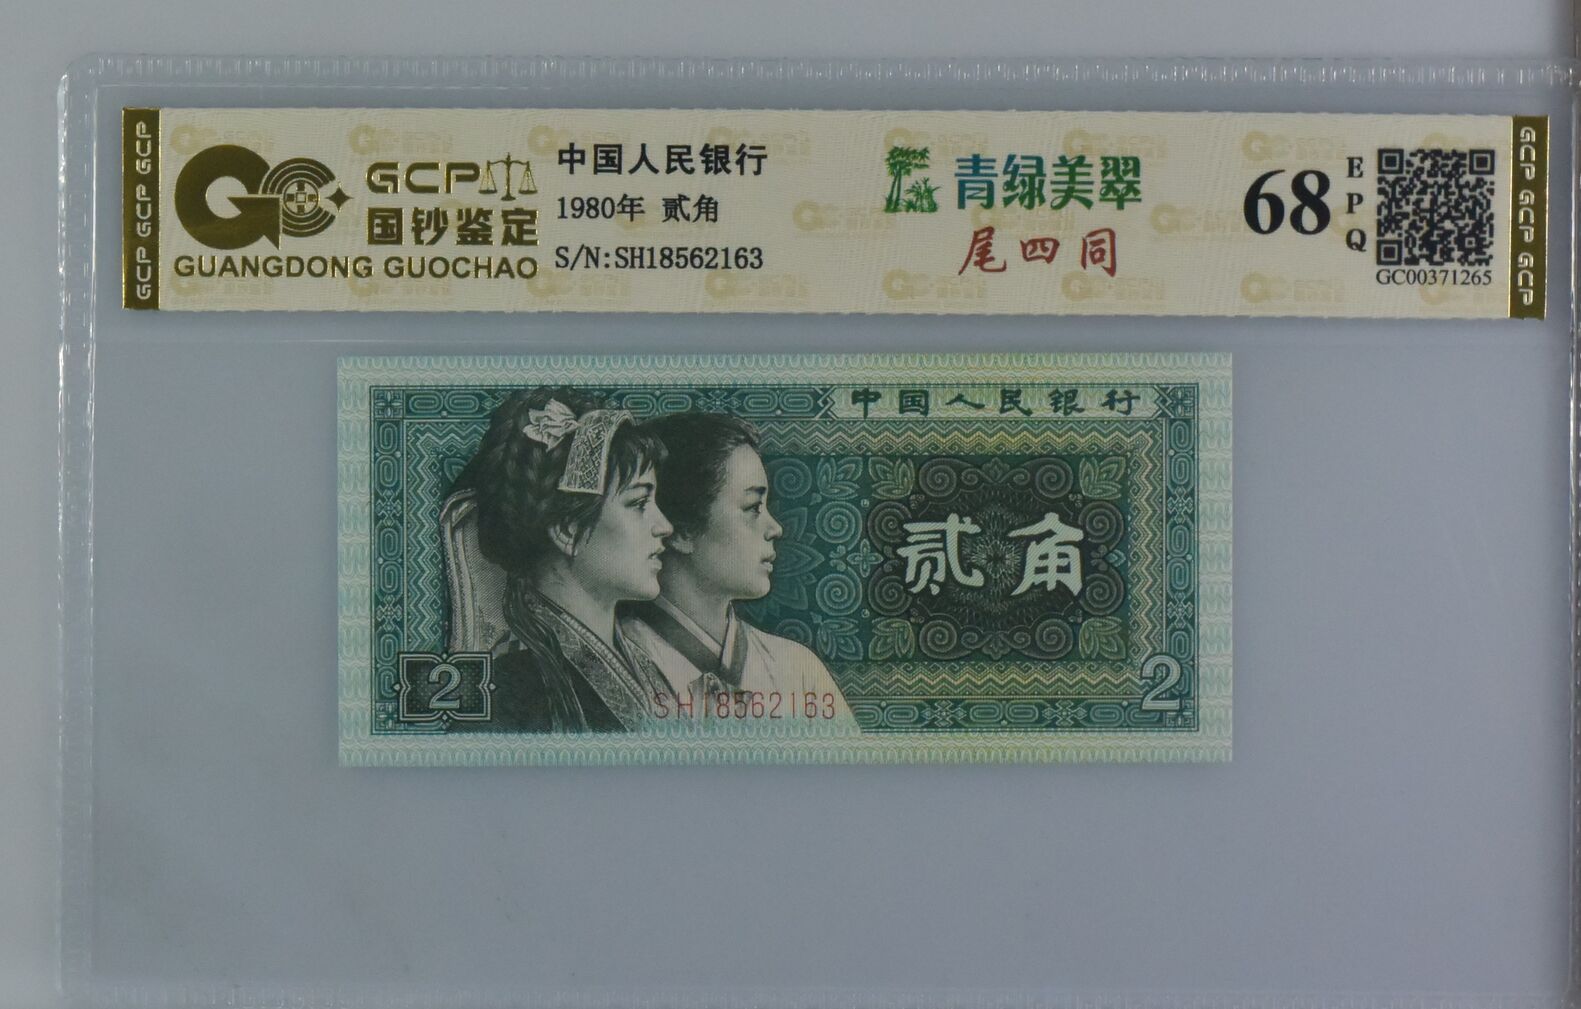 GCP GCP GCP
GCP
国钞鉴定
GUANGDONG GUOCHAO
中国人民银行
1980年 贰角
S/N:SH18562163
青绿美翠
尾四同
68
EPQ
GC00371265
GCP GCP GCP
中国人民银行
贰角
2
SH18562163
2